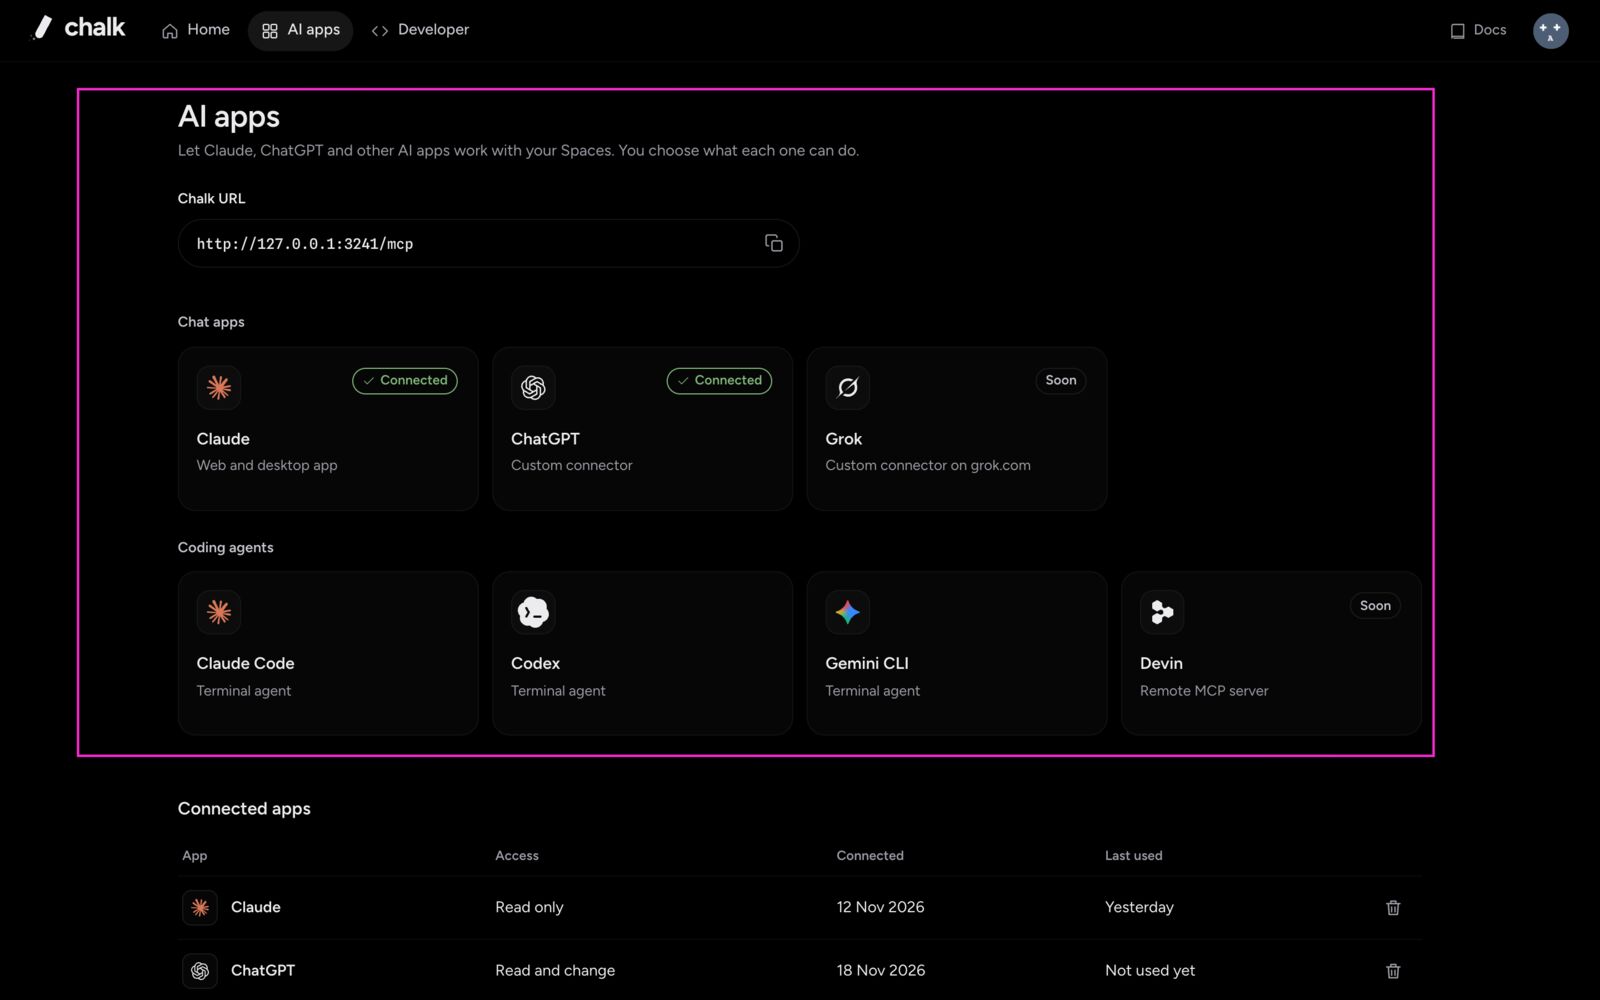 chalk
Home
AI apps
Developer
Docs
AI apps
Let Claude, ChatGPT and other AI apps work with your Spaces. You choose what each one can do.
Chalk URL
http://127.0.0.1:3241/mcp
Chat apps
Connected
Claude
Web and desktop app
Connected
ChatGPT
Custom connector
Soon
Grok
Custom connector on grok.com
Coding agents
Claude Code
Terminal agent
Codex
Terminal agent
Gemini CLI
Terminal agent
Soon
Devin
Remote MCP server
Connected apps
App Access Connected Last used
Claude Read only 12 Nov 2026 Yesterday
ChatGPT Read and change 18 Nov 2026 Not used yet